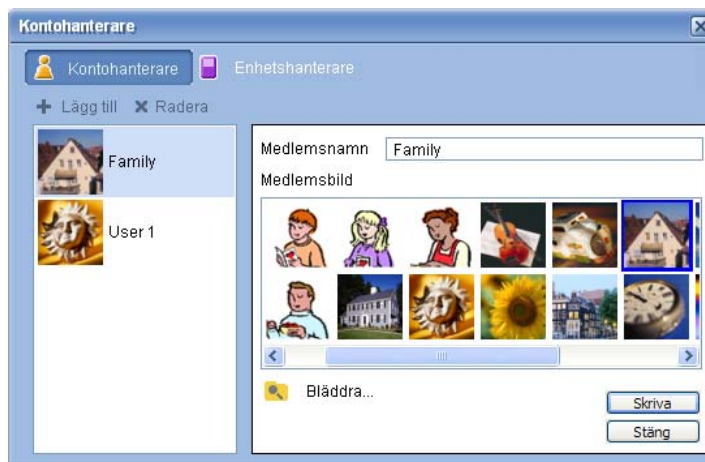 Kontohanterare
Kontohanterare Enhetshanterare
Lägg till Radera
Family
User 1
Medlemsnamn Family
Medlemsbild
Bläddra...
Skriva
Stäng